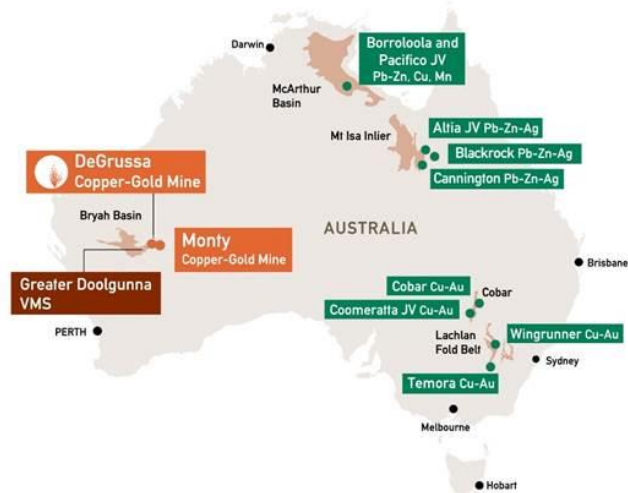 Darwin
Borroloola and
Pacifico JV
Pb-Zn, Cu, Mn
McArthur
Basin
Mt Isa Inlier
Altia JV Pb-Zn-Ag
Blackrock Pb-Zn-Ag
Cannington Pb-Zn-Ag
DeGrussa
Copper-Gold Mine
Bryah Basin
Monty
Copper-Gold Mine
AUSTRALIA
Greater Doolgunna
VMS
Brisbane
Cobar Cu-Au
Cobar
Coomeratta JV Cu-Au
PERTH
Lachlan
Fold Belt
Wingrunner Cu-Au
Sydney
Temora Cu-Au
Melbourne
Hobart